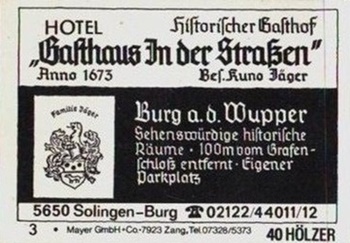 HOTEL Historischer Gasthof
„Gasthaus In der Straßen"
Anno 1673 Bes. Kuno Jäger
Familie Jäger
Burg a. d. Wupper
Sehenswürdige historische
Räume · 100m vom Grafen-
schloß entfernt · Eigener
Parkplatz
5650 Solingen-Burg ☎ 02122/44011/12
3 • Mayer GmbH+Co·7923 Zang, Tel. 07328/5373 40 HÖLZER